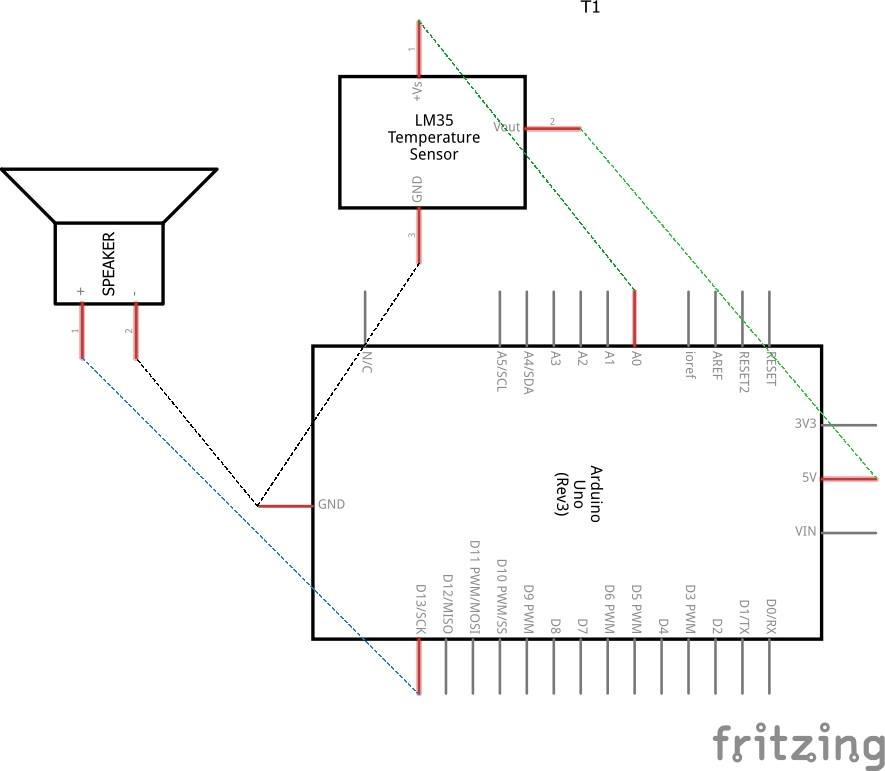 T1
1
+Vs
LM35
Temperature
Sensor
Vout
2
GND
3
SPEAKER
+
-
1
2
N/C
A5/SCL
A4/SDA
A3
A2
A1
A0
ioref
AREF
RESET2
RESET
3V3
5V
VIN
GND
Arduino
Uno
(Rev3)
D13/SCK
D12/MISO
D11 PWM/MOSI
D10 PWM/SS
D9 PWM
D8
D7
D6 PWM
D5 PWM
D4
D3 PWM
D2
D1/TX
D0/RX
fritzing